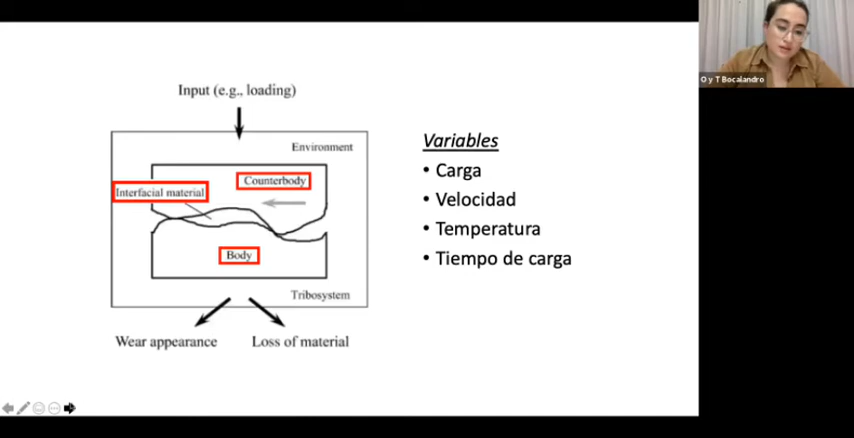 Input (e.g., loading)
Environment
Counterbody
Interfacial material
Body
Tribosystem
Wear appearance
Loss of material
Variables
• Carga
• Velocidad
• Temperatura
• Tiempo de carga
O y T Bocalandro